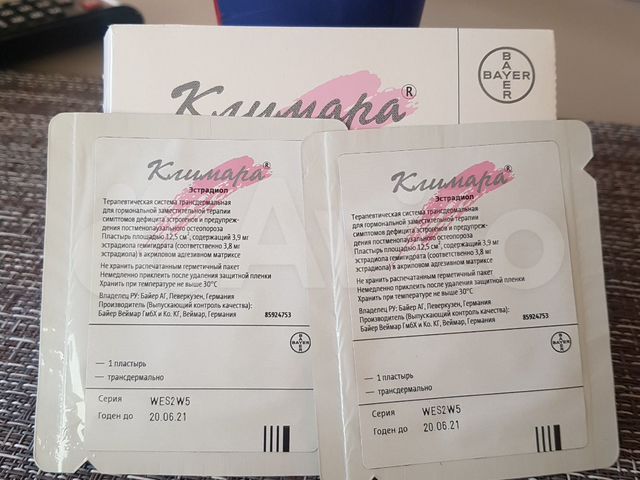 Климара®
BAYER
BAYER
Климара®
Эстрадиол
Терапевтическая система трансдермальная
для гормональной заместительной терапии
симптомов дефицита эстрогенов и предупреж-
дения постменопаузального остеопороза
Пластырь площадью 12,5 см², содержащий 3,9 мг
эстрадиола гемигидрата (соответственно 3,8 мг
эстрадиола) в акриловом адгезивном матриксе
Не хранить распечатанным герметичный пакет
Немедленно приклеить после удаления защитной пленки
Хранить при температуре не выше 30°C
Владелец РУ: Байер АГ, Леверкузен, Германия
Производитель (Выпускающий контроль качества):
Байер Ваймар ГмбХ и Ко. КГ, Веймар, Германия
85924753
BAYER
— 1 пластырь
— трансдермально
Серия WES2W5
Годен до 20.06.21
Климара®
Эстрадиол
Терапевтическая система трансдермальная
для гормональной заместительной терапии
симптомов дефицита эстрогенов и предупреж-
дения постменопаузального остеопороза
Пластырь площадью 12,5 см², содержащий 3,9 мг
эстрадиола гемигидрата (соответственно 3,8 мг
эстрадиола) в акриловом адгезивном матриксе
Не хранить распечатанным герметичный пакет
Немедленно приклеить после удаления защитной пленки
Хранить при температуре не выше 30°C
Владелец РУ: Байер АГ, Леверкузен, Германия
Производитель (Выпускающий контроль качества):
Байер Ваймар ГмбХ и Ко. КГ, Веймар, Германия
85924753
BAYER
— 1 пластырь
— трансдермально
Серия WES2W5
Годен до 20.06.21
Avito